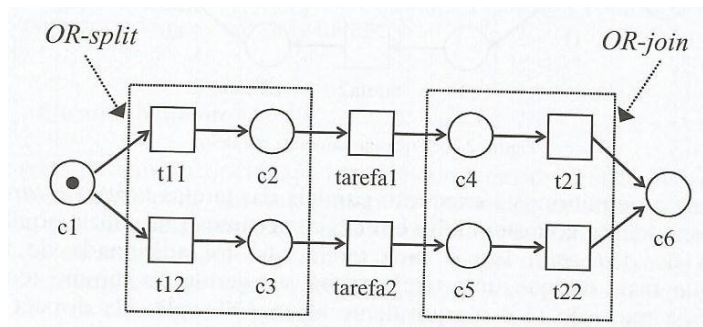 OR-split
OR-join
t11
c2
tarefa1
c4
t21
c1
c6
t12
c3
tarefa2
c5
t22